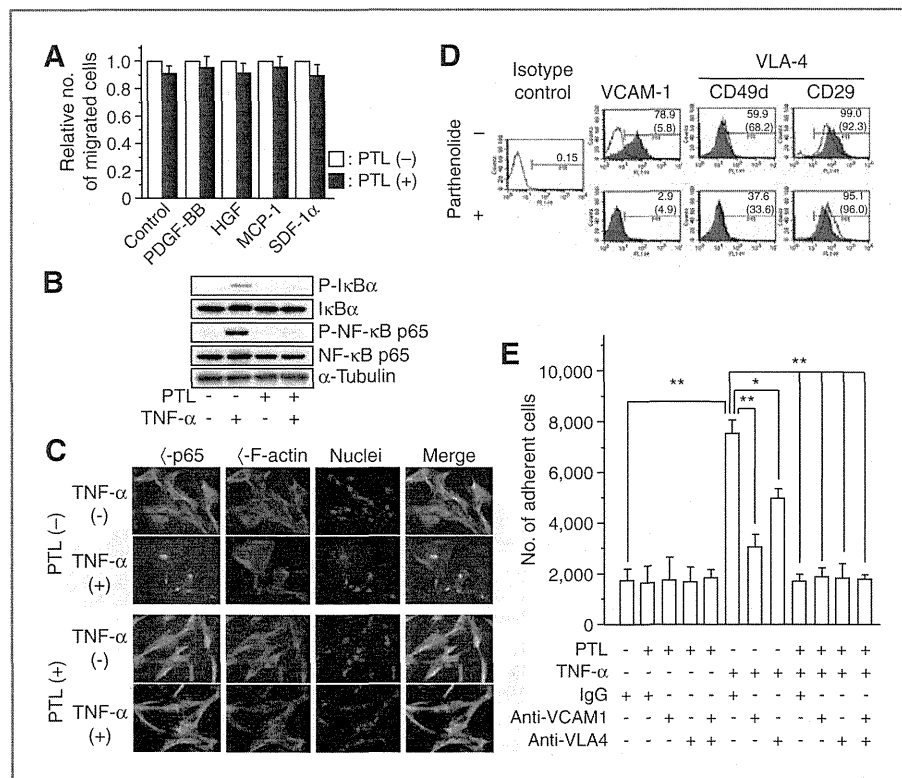 A
Relative no.
of migrated cells
1.0
0.8
0.6
0.4
0.2
0
: PTL (−)
: PTL (+)
Control
PDGF-BB
HGF
MCP-1
SDF-1α
B
P-IκBα
IκBα
P-NF-κB p65
NF-κB p65
α-Tubulin
PTL - - + +
TNF-α - + - +
C
⟨-p65 ⟨-F-actin Nuclei Merge
PTL (−)
TNF-α
(-)
TNF-α
(+)
PTL (+)
TNF-α
(-)
TNF-α
(+)
D
Isotype
control
VCAM-1
VLA-4
CD49d CD29
Parthenolide
−
+
0.15
78.9
(5.8)
59.9
(68.2)
99.0
(92.3)
2.9
(4.9)
37.6
(33.6)
95.1
(96.0)
E
No. of adherent cells
10,000
8,000
6,000
4,000
2,000
0
**
**
*
**
PTL - + + + + - - - + + + +
TNF-α - - - - - + + + + + + +
IgG + + - - - + - - + - - -
Anti-VCAM1 - - + - + - + - - + - +
Anti-VLA4 - - - + + - - + - - + +